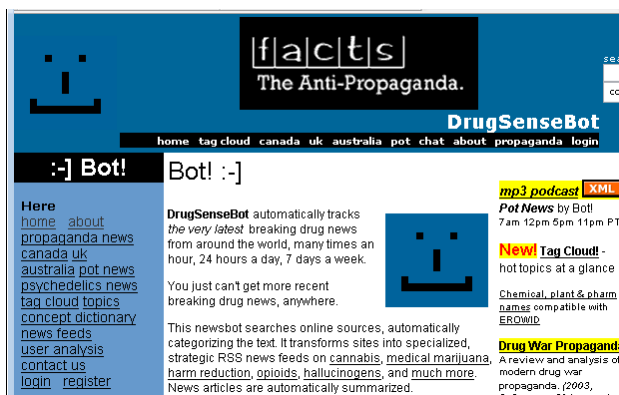 |f|a|c|t|s|
The Anti-Propaganda.
DrugSenseBot
home tag cloud canada uk australia pot chat about propaganda login
:-] Bot!
Here
home about
propaganda news
canada uk
australia pot news
psychedelics news
tag cloud topics
concept dictionary
news feeds
user analysis
contact us
login register
Bot! :-]
DrugSenseBot automatically tracks
the very latest breaking drug news
from around the world, many times an
hour, 24 hours a day, 7 days a week.
You just can't get more recent
breaking drug news, anywhere.
This newsbot searches online sources, automatically
categorizing the text. It transforms sites into specialized,
strategic RSS news feeds on cannabis, medical marijuana,
harm reduction, opioids, hallucinogens, and much more.
News articles are automatically summarized.
mp3 podcast XML
Pot News by Bot!
7am 12pm 5pm 11pm PT
New! Tag Cloud! -
hot topics at a glance
Chemical, plant & pharm
names compatible with
EROWID
Drug War Propaganda
A review and analysis of
modern drug war
propaganda. (2003,